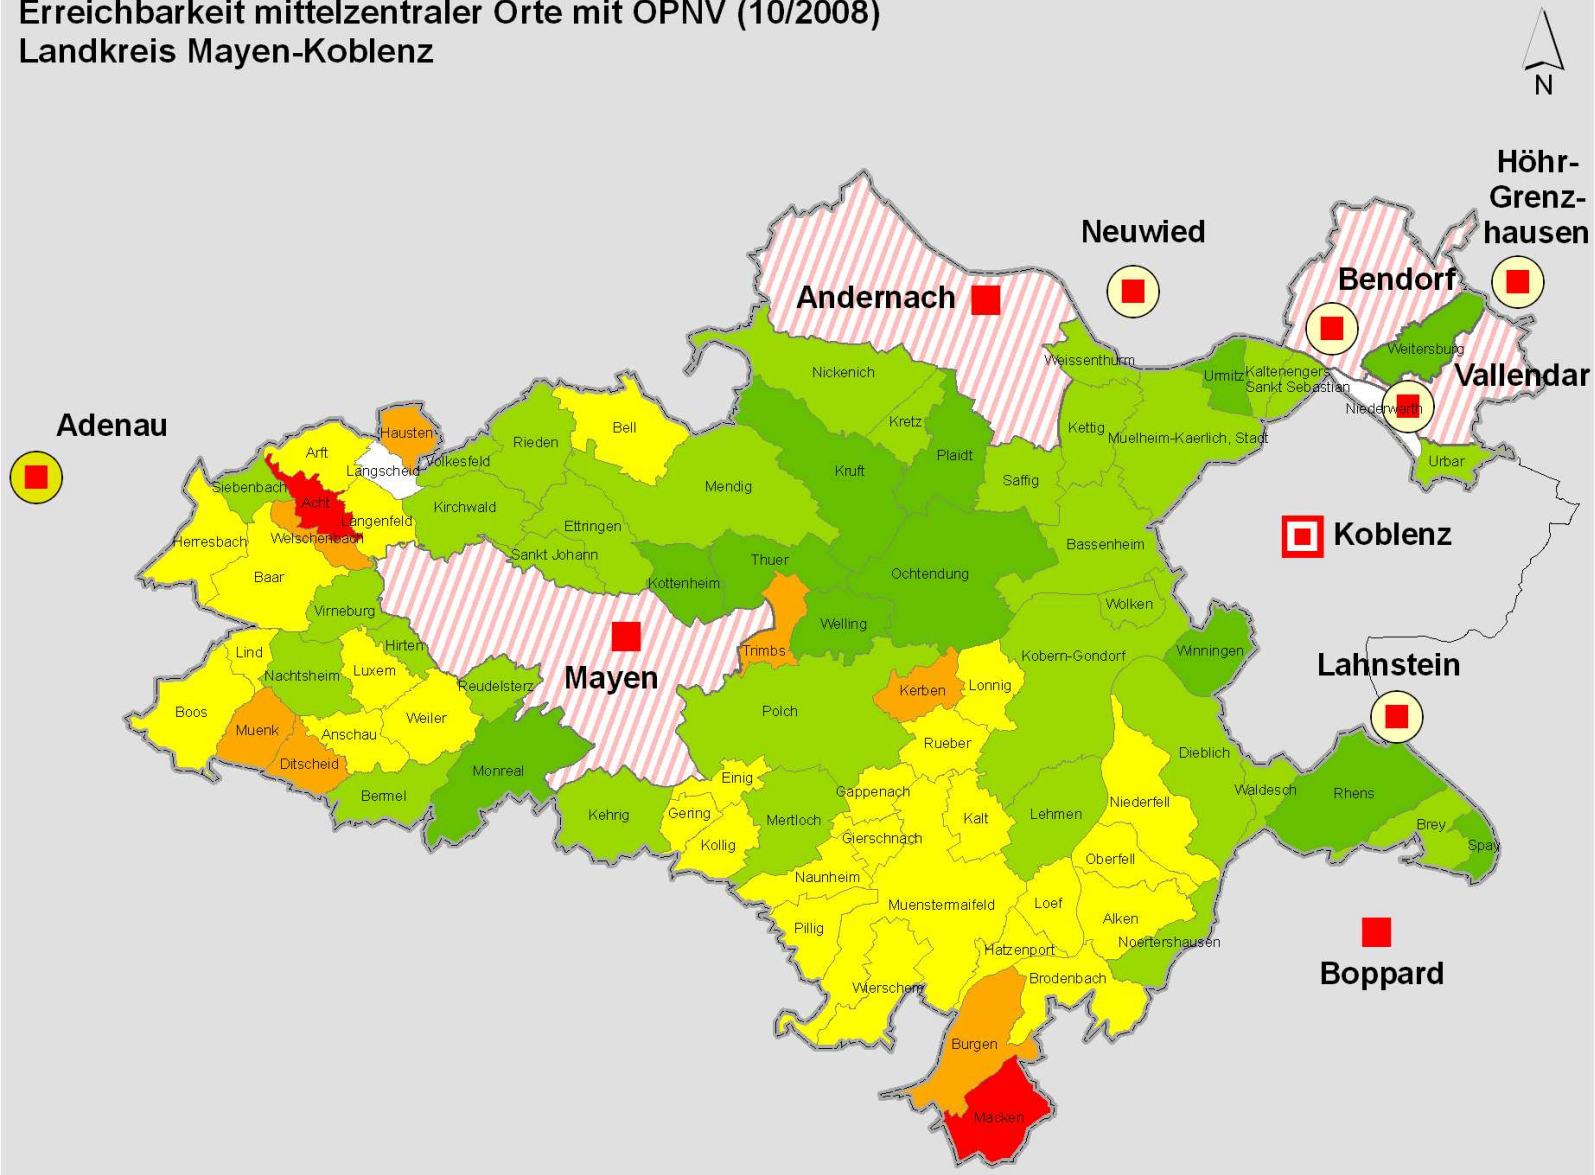 Erreichbarkeit mittelzentraler Orte mit ÖPNV (10/2008)
Landkreis Mayen-Koblenz
N
Höhr-
Grenz-
hausen
Neuwied
Bendorf
Andernach
Weitersburg
Weissenthurm
Nickenich
Urmitz
Kaltenengers
Sankt Sebastian
Vallendar
Niederwerth
Adenau
Hausten
Bell
Kretz
Kettig
Muelheim-Kaerlich, Stadt
Rieden
Arft
Langscheid
Volkesfeld
Plaidt
Urbar
Kruft
Saffig
Siebenbach
Mendig
Acht
Kirchwald
Langenfeld
Ettringen
Koblenz
Herresbach
Welschenbach
Sankt Johann
Bassenheim
Thuer
Ochtendung
Baar
Kottenheim
Virneburg
Wolken
Welling
Hirten
Lind
Trimbs
Winningen
Kobern-Gondorf
Lahnstein
Nachtsheim
Luxem
Mayen
Reudelsterz
Kerben
Lonnig
Boos
Polch
Weiler
Muenk
Anschau
Rueber
Dieblich
Ditscheid
Monreal
Einig
Bermel
Gappenach
Waldesch
Rhens
Niederfell
Kehrig
Gering
Mertloch
Kalt
Lehmen
Brey
Kollig
Gierschnach
Spay
Oberfell
Naunheim
Muenstermaifeld
Loef
Alken
Pillig
Noertershausen
Hatzenport
Boppard
Brodenbach
Wierschem
Burgen
Macken